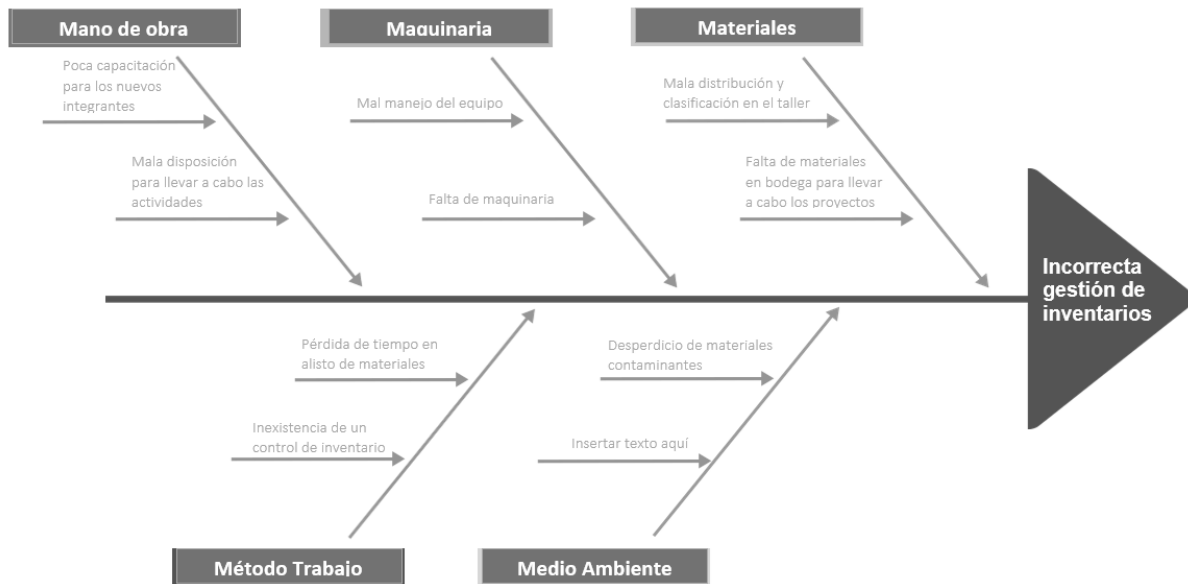 Mano de obra
Maquinaria
Materiales
Poca capacitación
para los nuevos
integrantes
Mal manejo del equipo
Mala distribución y
clasificación en el taller
Mala disposición
para llevar a cabo las
actividades
Falta de maquinaria
Falta de materiales
en bodega para llevar
a cabo los proyectos
Incorrecta
gestión de
inventarios
Pérdida de tiempo en
alisto de materiales
Desperdicio de materiales
contaminantes
Inexistencia de un
control de inventario
Insertar texto aquí
Método Trabajo
Medio Ambiente